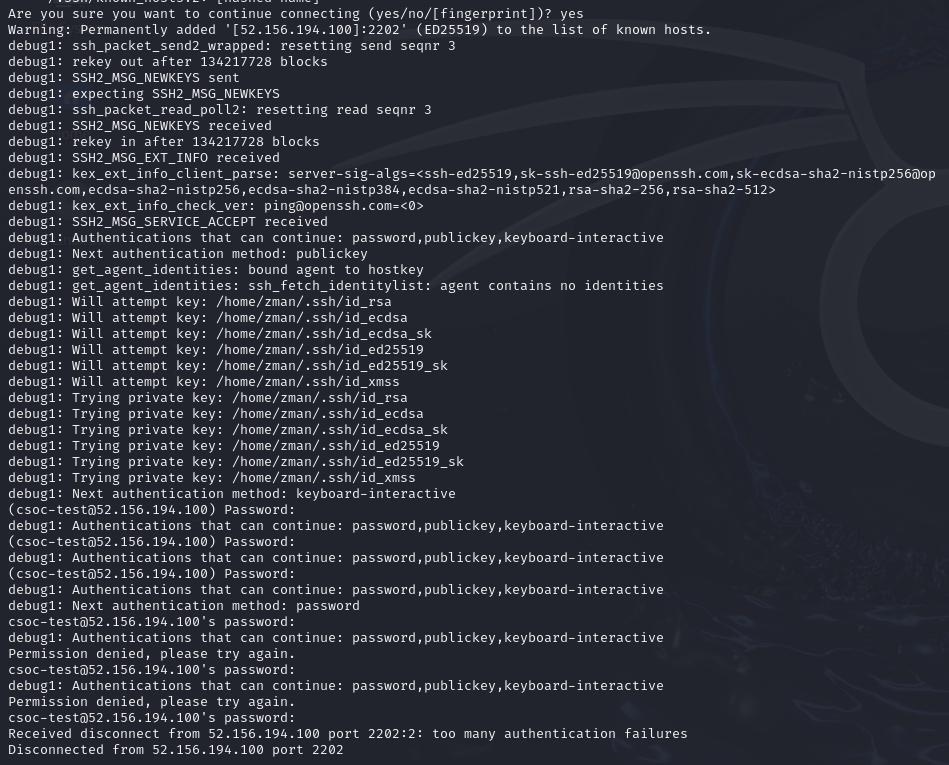 Are you sure you want to continue connecting (yes/no/[fingerprint])? yes
Warning: Permanently added '[52.156.194.100]:2202' (ED25519) to the list of known hosts.
debug1: ssh_packet_send2_wrapped: resetting send seqnr 3
debug1: rekey out after 134217728 blocks
debug1: SSH2_MSG_NEWKEYS sent
debug1: expecting SSH2_MSG_NEWKEYS
debug1: ssh_packet_read_poll2: resetting read seqnr 3
debug1: SSH2_MSG_NEWKEYS received
debug1: rekey in after 134217728 blocks
debug1: SSH2_MSG_EXT_INFO received
debug1: kex_ext_info_client_parse: server-sig-algs=<ssh-ed25519,sk-ssh-ed25519@openssh.com,sk-ecdsa-sha2-nistp256@op
enssh.com,ecdsa-sha2-nistp256,ecdsa-sha2-nistp384,ecdsa-sha2-nistp521,rsa-sha2-256,rsa-sha2-512>
debug1: kex_ext_info_check_ver: ping@openssh.com=<0>
debug1: SSH2_MSG_SERVICE_ACCEPT received
debug1: Authentications that can continue: password,publickey,keyboard-interactive
debug1: Next authentication method: publickey
debug1: get_agent_identities: bound agent to hostkey
debug1: get_agent_identities: ssh_fetch_identitylist: agent contains no identities
debug1: Will attempt key: /home/zman/.ssh/id_rsa
debug1: Will attempt key: /home/zman/.ssh/id_ecdsa
debug1: Will attempt key: /home/zman/.ssh/id_ecdsa_sk
debug1: Will attempt key: /home/zman/.ssh/id_ed25519
debug1: Will attempt key: /home/zman/.ssh/id_ed25519_sk
debug1: Will attempt key: /home/zman/.ssh/id_xmss
debug1: Trying private key: /home/zman/.ssh/id_rsa
debug1: Trying private key: /home/zman/.ssh/id_ecdsa
debug1: Trying private key: /home/zman/.ssh/id_ecdsa_sk
debug1: Trying private key: /home/zman/.ssh/id_ed25519
debug1: Trying private key: /home/zman/.ssh/id_ed25519_sk
debug1: Trying private key: /home/zman/.ssh/id_xmss
debug1: Next authentication method: keyboard-interactive
(csoc-test@52.156.194.100) Password:
debug1: Authentications that can continue: password,publickey,keyboard-interactive
(csoc-test@52.156.194.100) Password:
debug1: Authentications that can continue: password,publickey,keyboard-interactive
(csoc-test@52.156.194.100) Password:
debug1: Authentications that can continue: password,publickey,keyboard-interactive
debug1: Next authentication method: password
csoc-test@52.156.194.100's password:
debug1: Authentications that can continue: password,publickey,keyboard-interactive
Permission denied, please try again.
csoc-test@52.156.194.100's password:
debug1: Authentications that can continue: password,publickey,keyboard-interactive
Permission denied, please try again.
csoc-test@52.156.194.100's password:
Received disconnect from 52.156.194.100 port 2202:2: too many authentication failures
Disconnected from 52.156.194.100 port 2202